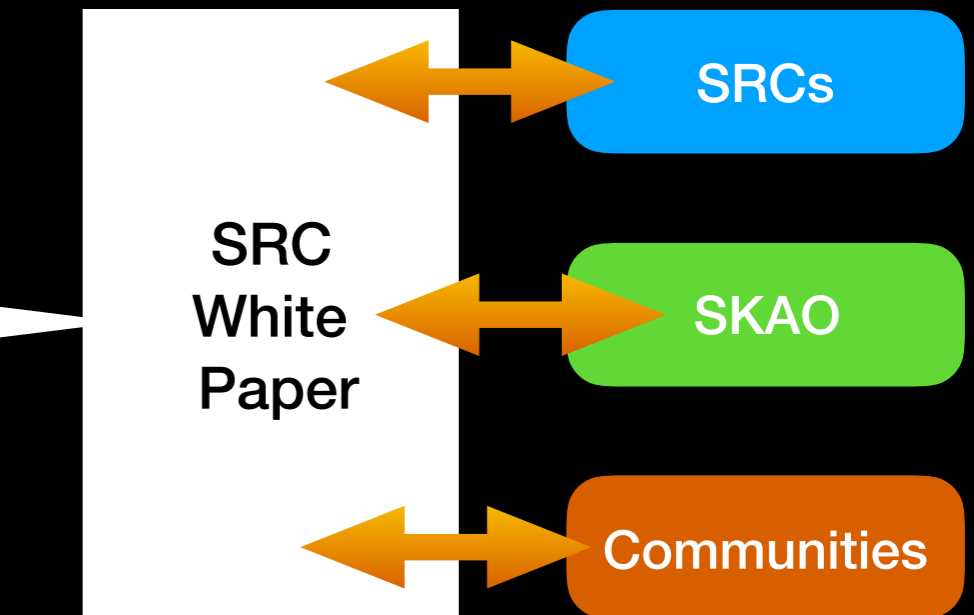 SRC
White
Paper
SRCs
SKAO
Communities